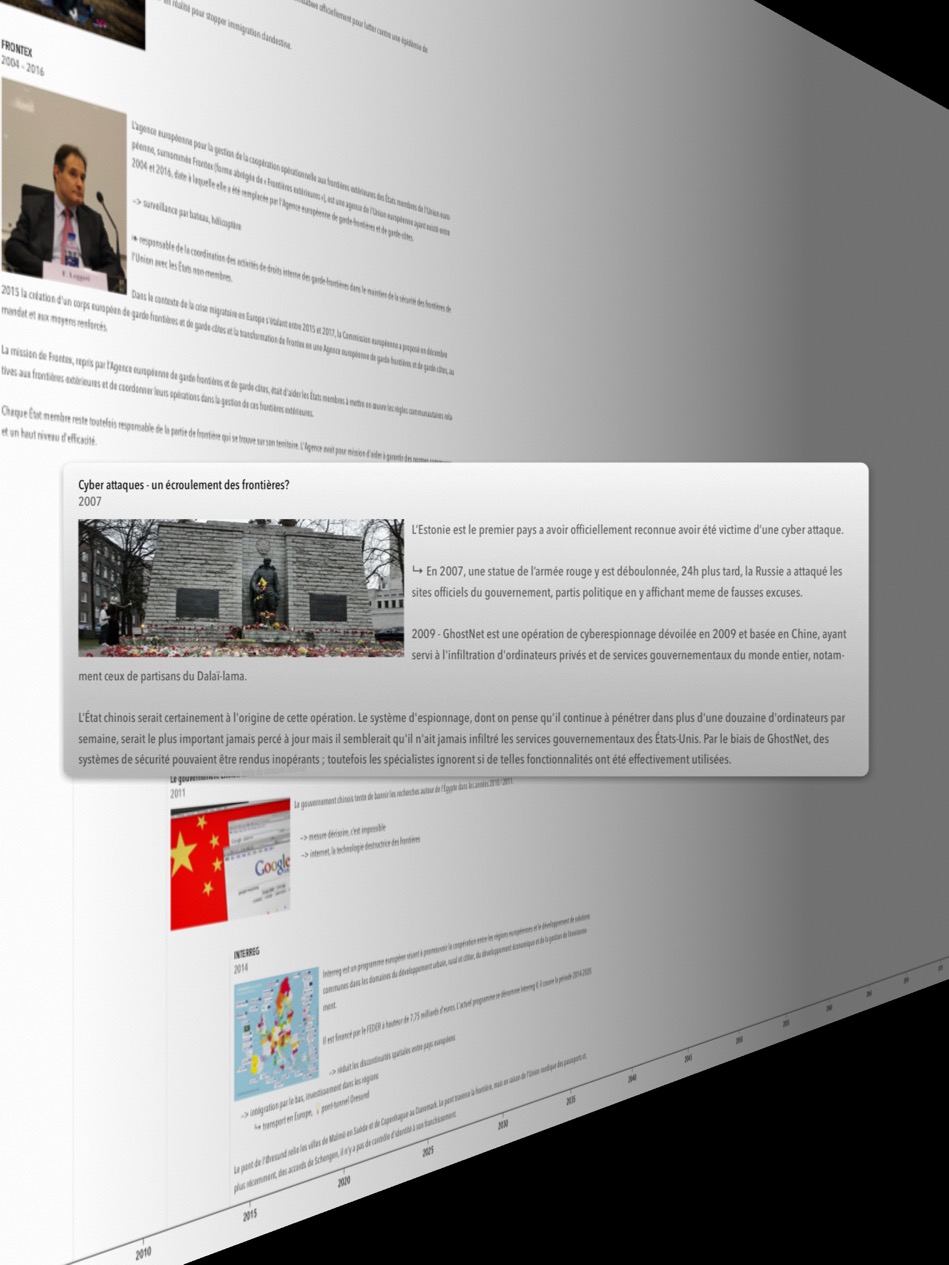 en réalité pour stopper immigration clandestine.
officiellement pour lutter contre une épidémie de
FRONTEX
2004 - 2016
L'agence européenne pour la gestion de la coopération opérationnelle aux frontières extérieures des États membres de l'Union euro-
péenne, surnommée Frontex (forme abrégée de « Frontières extérieures »), est une agence de l'Union européenne ayant existé entre
2004 et 2016, date à laquelle elle a été remplacée par l'Agence européenne de garde-frontières et de garde-côtes.
–> surveillance par bateau, hélicoptère
responsable de la coordination des activités de droits interne des garde-frontières dans le maintien de la sécurité des frontières de
l'Union avec les États non-membres.
F. Leggeri
Dans le contexte de la crise migratoire en Europe s'étalant entre 2015 et 2017, la Commission européenne a proposé en décembre
2015 la création d'un corps européen de garde frontières et de garde-côtes et la transformation de Frontex en une Agence européenne de garde frontières et de garde côtes, au
mandat et aux moyens renforcés.
La mission de Frontex, repris par l'Agence européenne de garde frontières et de garde côtes, était d'aider les États membres à mettre en œuvre les règles communautaires rela
tives aux frontières extérieures et de coordonner leurs opérations dans la gestion de ces frontières extérieures.
Chaque État membre reste toutefois responsable de la partie de frontière qui se trouve sur son territoire. L'Agence avait pour mission d'aider à garantir des normes
et un haut niveau d'efficacité.
Cyber attaques - un écroulement des frontières?
2007
L'Estonie est le premier pays a avoir officiellement reconnue avoir été victime d'une cyber attaque.
↪ En 2007, une statue de l'armée rouge y est déboulonnée, 24h plus tard, la Russie a attaqué les
sites officiels du gouvernement, partis politique en y affichant meme de fausses excuses.
2009 - GhostNet est une opération de cyberespionnage dévoilée en 2009 et basée en Chine, ayant
servi à l'infiltration d'ordinateurs privés et de services gouvernementaux du monde entier, notam-
ment ceux de partisans du Dalaï-lama.
L'État chinois serait certainement à l'origine de cette opération. Le système d'espionnage, dont on pense qu'il continue à pénétrer dans plus d'une douzaine d'ordinateurs par
semaine, serait le plus important jamais percé à jour mais il semblerait qu'il n'ait jamais infiltré les services gouvernementaux des États-Unis. Par le biais de GhostNet, des
systèmes de sécurité pouvaient être rendus inopérants ; toutefois les spécialistes ignorent si de telles fonctionnalités ont été effectivement utilisées.
Le gouvernement chinois
2011
Le gouvernement chinois tente de bannir les recherches autour de l'Égypte dans les années 2010 - 2011.
–> mesure dérisoire, c'est impossible
–> internet, la technologie destructrice des frontières
Google
INTERREG
2014
Interreg est un programme européen visant à promouvoir la coopération entre les régions européennes et le développement de solutions
communes dans les domaines du développement urbain, rural et côtier, du développement économique et de la gestion de l'environne
ment.
Il est financé par le FEDER à hauteur de 7,75 milliards d'euros. L'actuel programme se dénomme Interreg V, il couvre la période 2014-2020.
–> réduit les discontinuités spatiales entre pays européens
–> intégration par le bas, investissement dans les régions
↪ transport en Europe, pont-tunnel Oresund
Le pont de l'Øresund relie les villes de Malmö en Suède et de Copenhague au Danemark. Le pont traverse la frontière, mais en raison de l'Union nordique des passeports et,
plus récemment, des accords de Schengen, il n'y a pas de contrôle d'identité à son franchissement.
2010
2015
2020
2025
2030
2035
2040
2045